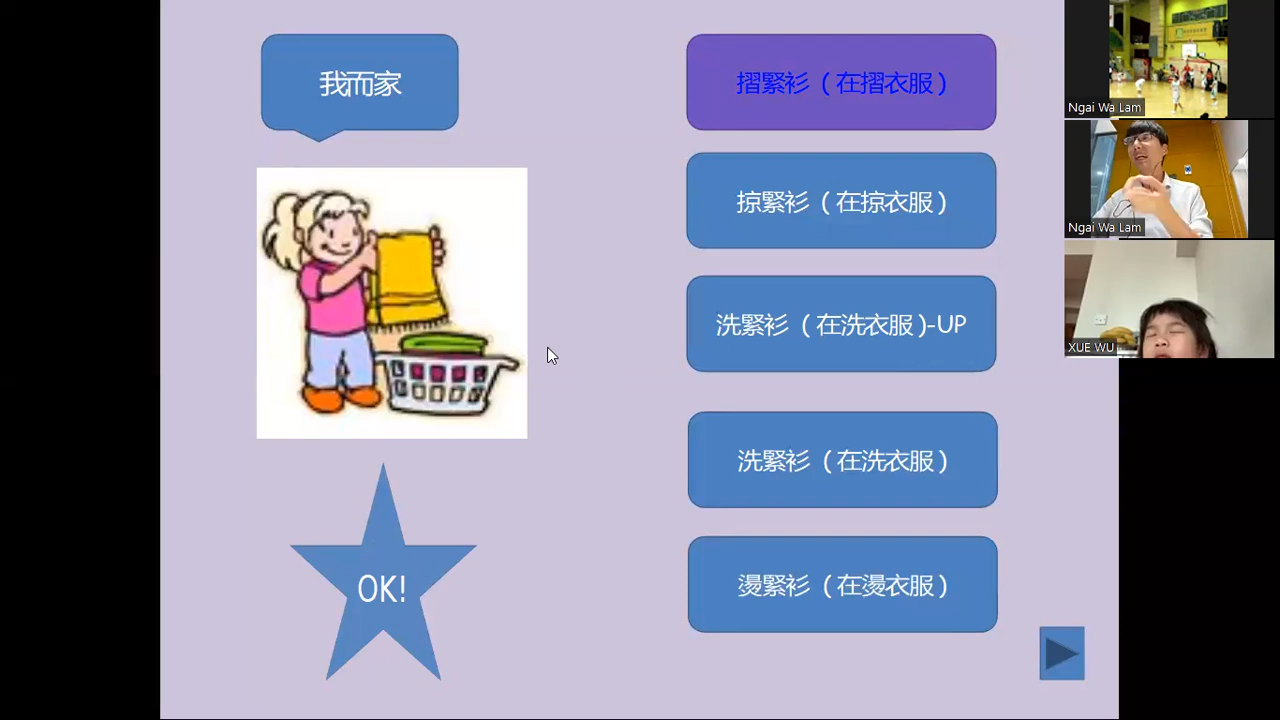 我而家
摺緊衫（在摺衣服）
掠緊衫（在掠衣服）
洗緊衫（在洗衣服)-UP
洗緊衫（在洗衣服）
燙緊衫（在燙衣服）
OK!
Ngai Wa Lam
Ngai Wa Lam
XUE WU